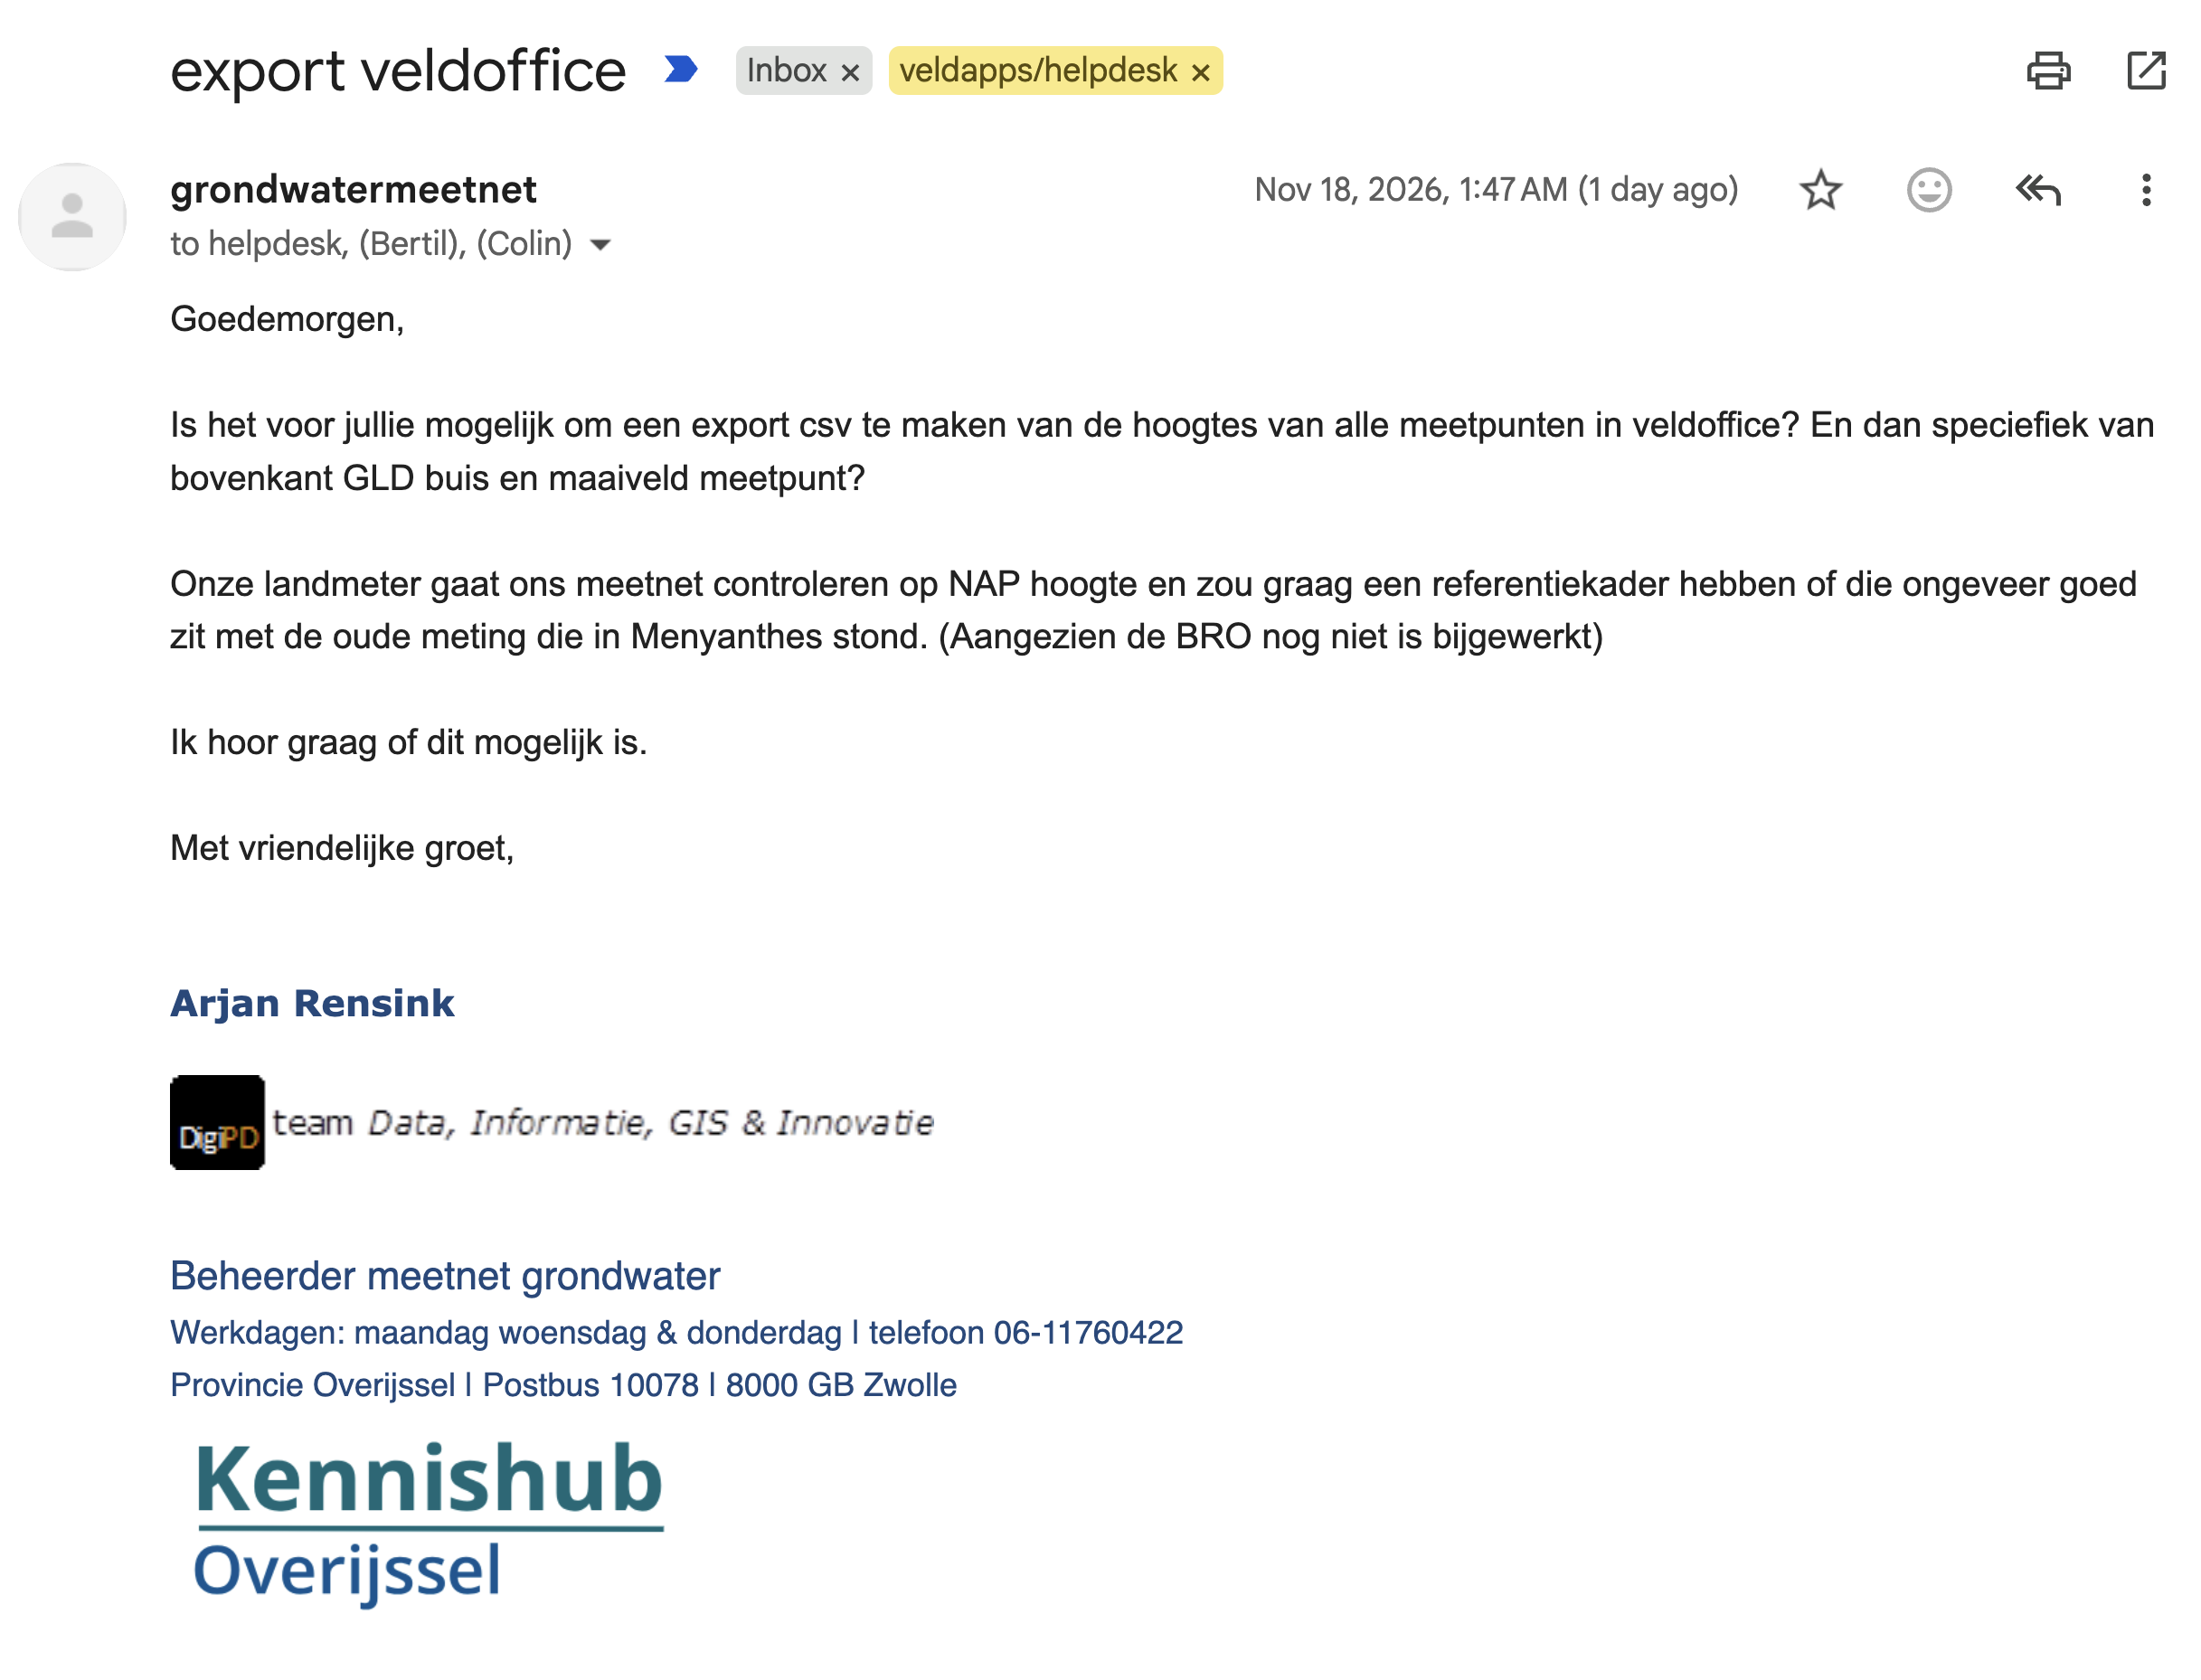 export veldoffice
Inbox ×
veldapps/helpdesk ×
grondwatermeetnet
Nov 18, 2026, 1:47 AM (1 day ago)
to helpdesk, (Bertil), (Colin)
Goedemorgen,
Is het voor jullie mogelijk om een export csv te maken van de hoogtes van alle meetpunten in veldoffice? En dan speciefiek van
bovenkant GLD buis en maaiveld meetpunt?
Onze landmeter gaat ons meetnet controleren op NAP hoogte en zou graag een referentiekader hebben of die ongeveer goed
zit met de oude meting die in Menyanthes stond. (Aangezien de BRO nog niet is bijgewerkt)
Ik hoor graag of dit mogelijk is.
Met vriendelijke groet,
Arjan Rensink
DigiPD team Data, Informatie, GIS & Innovatie
Beheerder meetnet grondwater
Werkdagen: maandag woensdag & donderdag | telefoon 06-11760422
Provincie Overijssel | Postbus 10078 | 8000 GB Zwolle
Kennishub
Overijssel